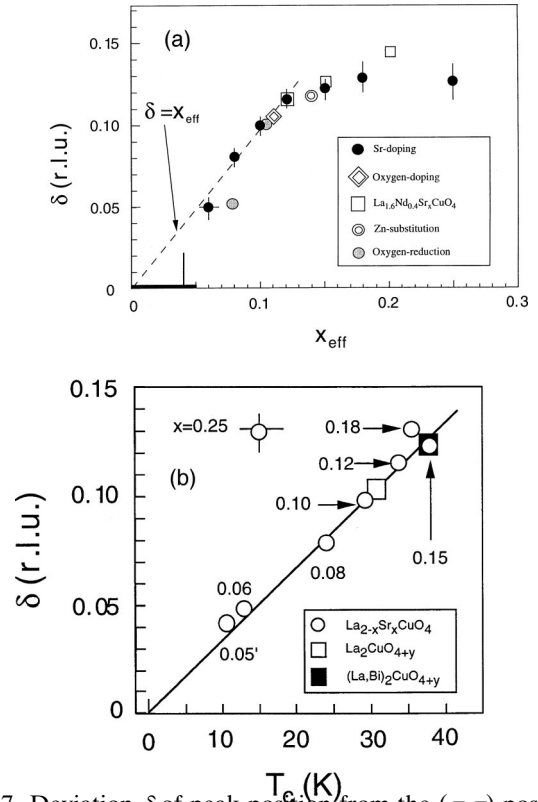 (a)
0.15
0.10
0.05
0
δ (r.l.u.)
δ =x_eff
Sr-doping
Oxygen-doping
La1.6Nd0.4SrxCuO4
Zn-substitution
Oxygen-reduction
0 0.1 0.2 0.3
x_eff
(b)
0.15
0.10
0.05
0
δ (r.l.u.)
x=0.25
0.18
0.12
0.10
0.15
0.08
0.06
0.05'
La2-xSrxCuO4
La2CuO4+y
(La,Bi)2CuO4+y
0 10 20 30 40
Tc (K)
7. Deviation δ of peak position from the (π,π) pos